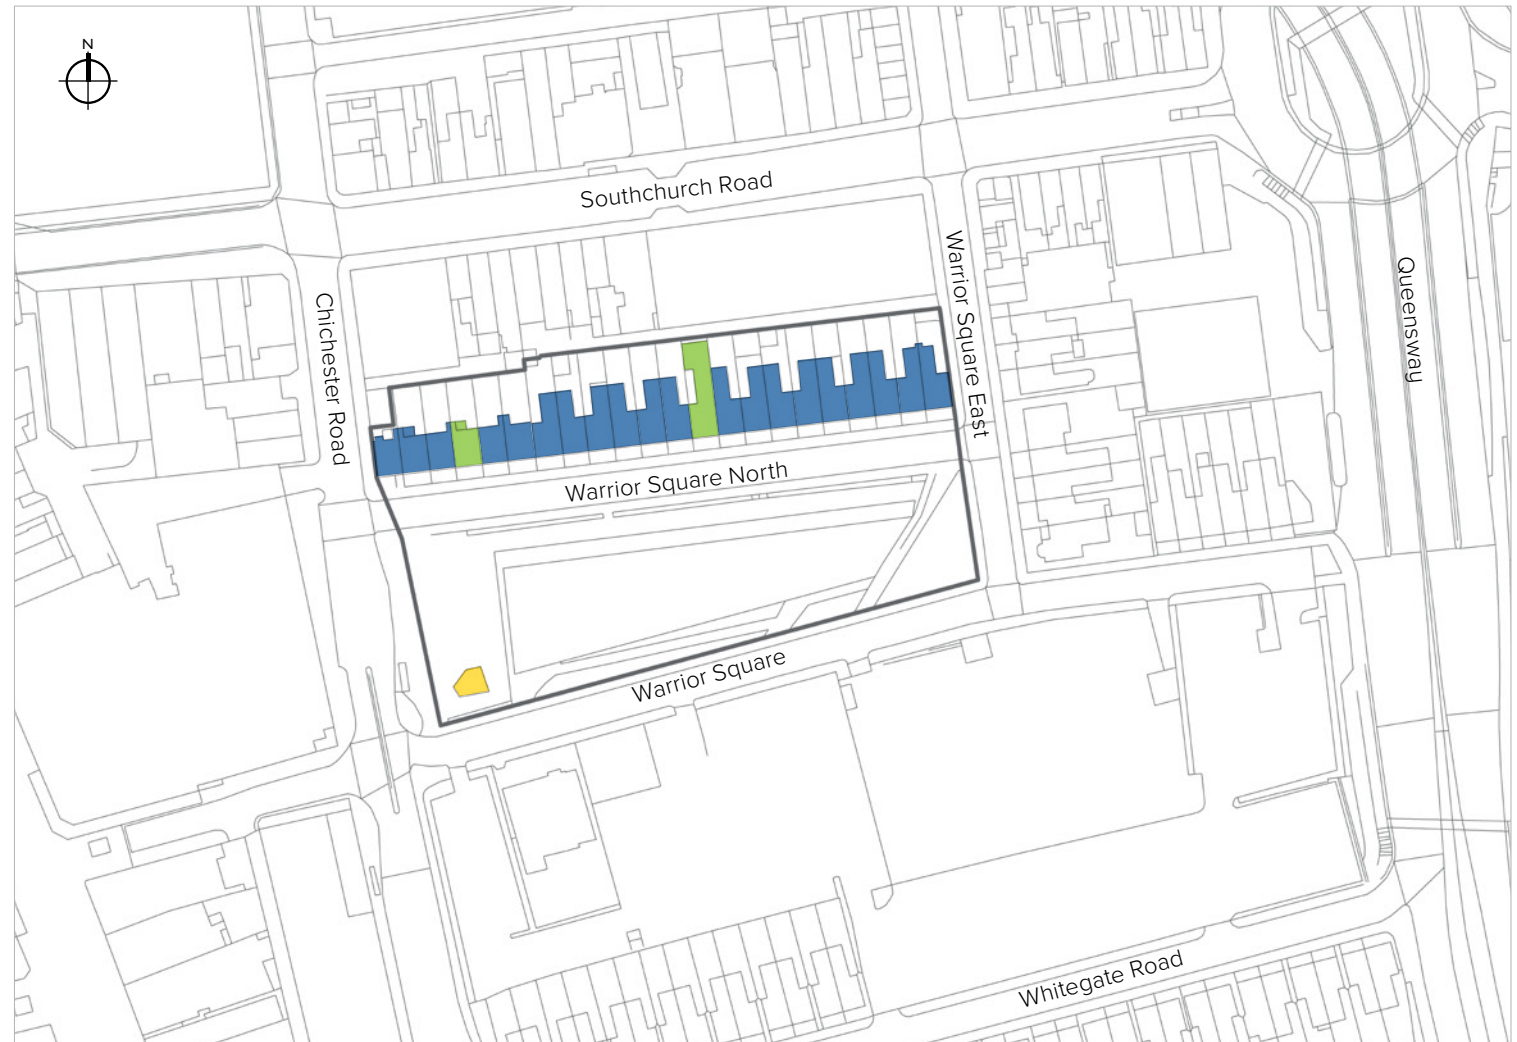 N
Southchurch Road
Warrior Square East
Queensway
Chichester Road
Warrior Square North
Warrior Square
Whitegate Road